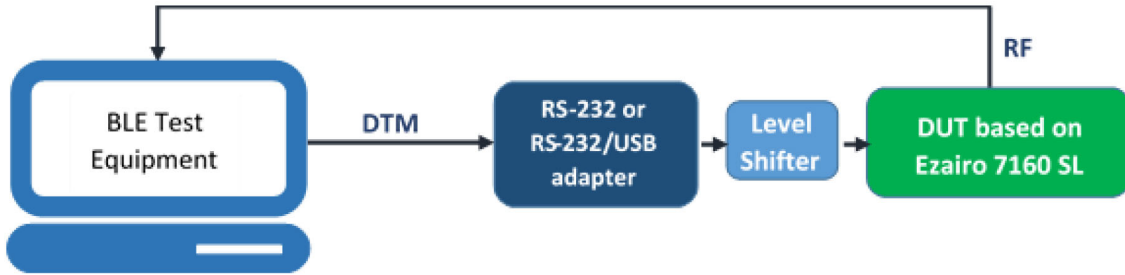 RF
BLE Test
Equipment
DTM
RS-232 or
RS-232/USB
adapter
Level
Shifter
DUT based on
Ezairo 7160 SL